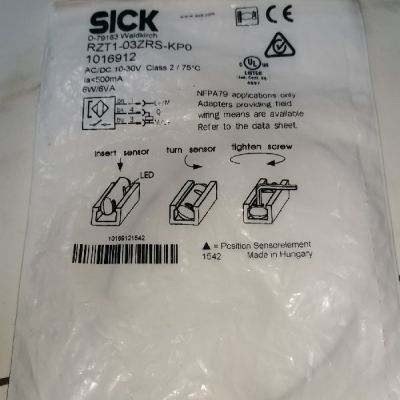 SICK
D-79183 Waldkirch
RZT1-03ZRS-KP0
1016912
AC/DC 10-30V Class 2 / 75°C
Ia<500mA
6W/6VA
UL
LISTED
NFPA79 applications only
Adapters providing field
wiring means are available
Refer to the data sheet.
insert sensor
turn sensor
tighten screw
LED
10169121542
▲ = Position Sensorelement
1542 Made in Hungary